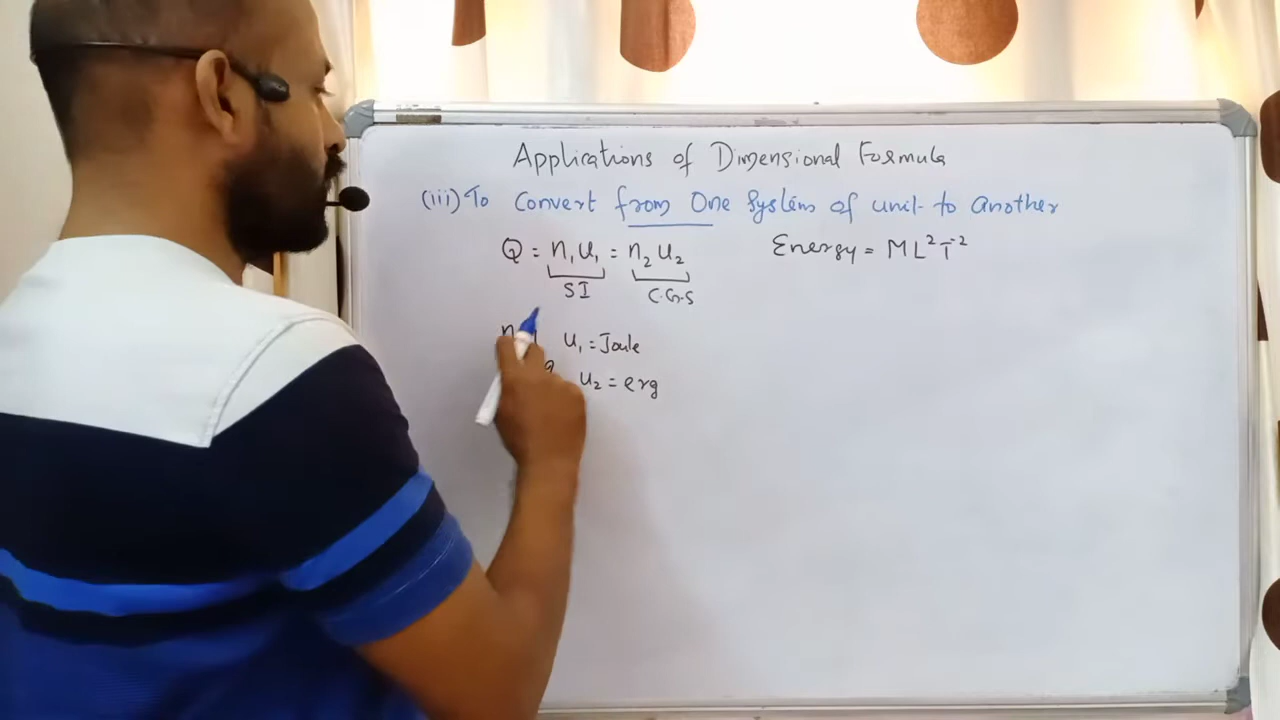 Applications of Dimensional Formula
(iii) To Convert from One System of unit to another
Q = n₁u₁ = n₂u₂ Energy = ML²T⁻²
SI C.G.S
n u₁ = Joule
u₂ = erg